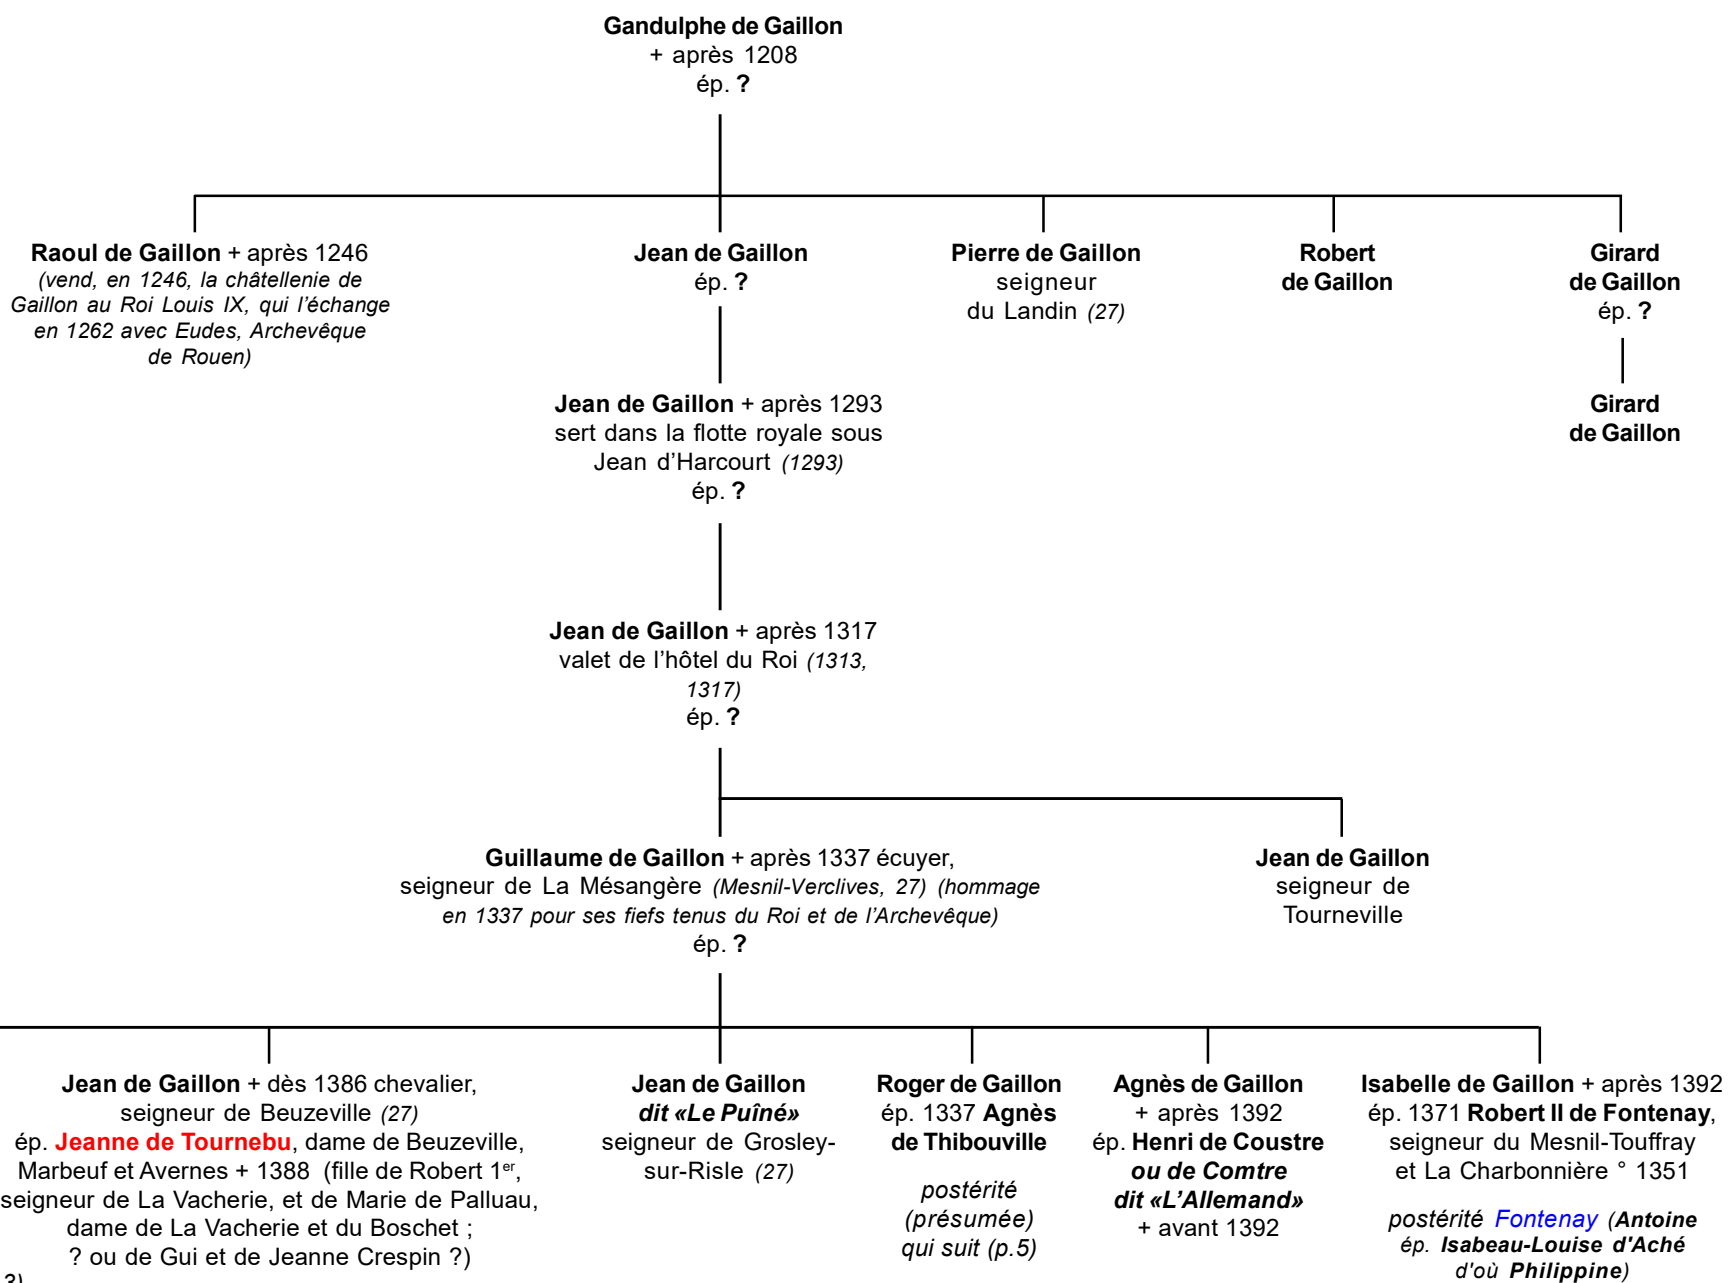 Gandulphe de Gaillon
+ après 1208
ép. ?
Raoul de Gaillon + après 1246
(vend, en 1246, la châtellenie de
Gaillon au Roi Louis IX, qui l'échange
en 1262 avec Eudes, Archevêque
de Rouen)
Jean de Gaillon
ép. ?
Pierre de Gaillon
seigneur
du Landin (27)
Robert
de Gaillon
Girard
de Gaillon
ép. ?
Jean de Gaillon + après 1293
sert dans la flotte royale sous
Jean d'Harcourt (1293)
ép. ?
Girard
de Gaillon
Jean de Gaillon + après 1317
valet de l'hôtel du Roi (1313,
1317)
ép. ?
Guillaume de Gaillon + après 1337 écuyer,
seigneur de La Mésangère (Mesnil-Verclives, 27) (hommage
en 1337 pour ses fiefs tenus du Roi et de l'Archevêque)
ép. ?
Jean de Gaillon
seigneur de
Tourneville
Jean de Gaillon + dès 1386 chevalier,
seigneur de Beuzeville (27)
ép. Jeanne de Tournebu, dame de Beuzeville,
Marbeuf et Avernes + 1388 (fille de Robert 1er,
seigneur de La Vacherie, et de Marie de Palluau,
dame de La Vacherie et du Boschet ;
? ou de Gui et de Jeanne Crespin ?)
Jean de Gaillon
dit «Le Puîné»
seigneur de Grosley-
sur-Risle (27)
Roger de Gaillon
ép. 1337 Agnès
de Thibouville
postérité
(présumée)
qui suit (p.5)
Agnès de Gaillon
+ après 1392
ép. Henri de Coustre
ou de Comtre
dit «L'Allemand»
+ avant 1392
Isabelle de Gaillon + après 1392
ép. 1371 Robert II de Fontenay,
seigneur du Mesnil-Touffray
et La Charbonnière ° 1351
postérité Fontenay (Antoine
ép. Isabeau-Louise d'Aché
d'où Philippine)
3)